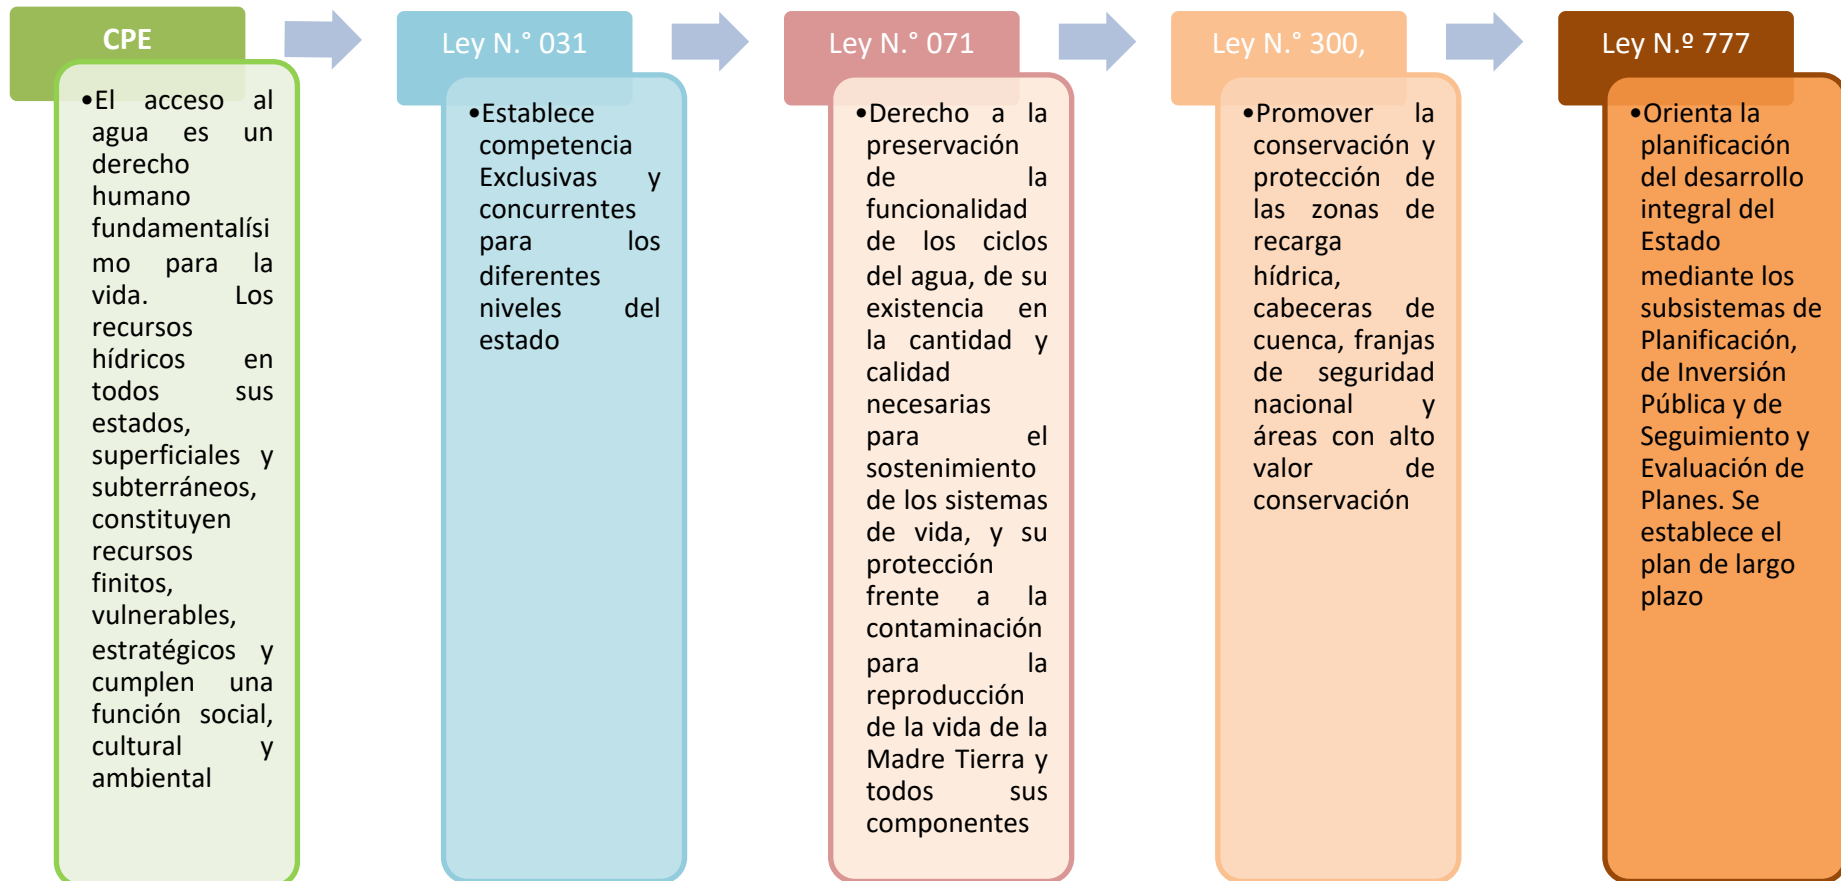 CPE
•El acceso al
agua es un
derecho
humano
fundamentalísi
mo para la
vida. Los
recursos
hídricos en
todos sus
estados,
superficiales y
subterráneos,
constituyen
recursos
finitos,
vulnerables,
estratégicos y
cumplen una
función social,
cultural y
ambiental
Ley N.° 031
•Establece
competencia
Exclusivas y
concurrentes
para los
diferentes
niveles del
estado
Ley N.° 071
•Derecho a la
preservación
de la
funcionalidad
de los ciclos
del agua, de su
existencia en
la cantidad y
calidad
necesarias
para el
sostenimiento
de los sistemas
de vida, y su
protección
frente a la
contaminación
para la
reproducción
de la vida de la
Madre Tierra y
todos sus
componentes
Ley N.° 300,
•Promover la
conservación y
protección de
las zonas de
recarga
hídrica,
cabeceras de
cuenca, franjas
de seguridad
nacional y
áreas con alto
valor de
conservación
Ley N.º 777
•Orienta la
planificación
del desarrollo
integral del
Estado
mediante los
subsistemas de
Planificación,
de Inversión
Pública y de
Seguimiento y
Evaluación de
Planes. Se
establece el
plan de largo
plazo